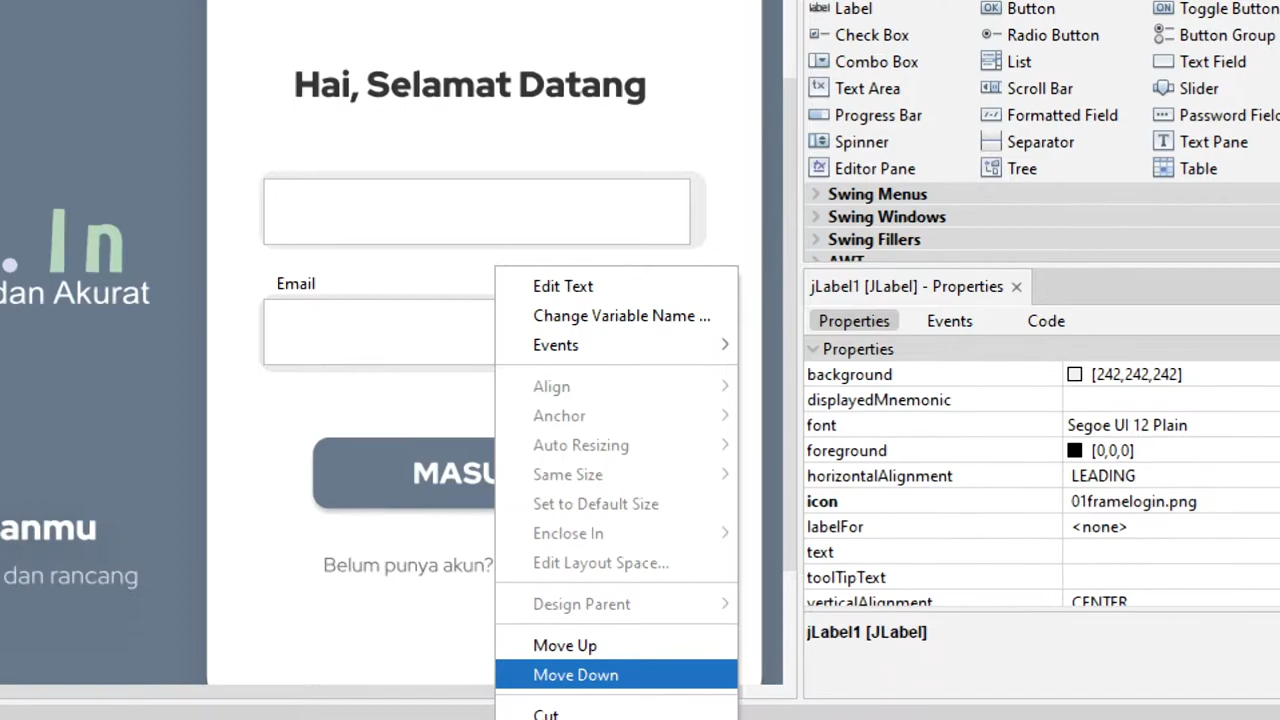 Label
Button
Toggle Button
Check Box
Radio Button
Button Group
Combo Box
List
Text Field
Text Area
Scroll Bar
Slider
Progress Bar
Formatted Field
Password Field
Spinner
Separator
Text Pane
Editor Pane
Tree
Table
Swing Menus
Swing Windows
Swing Fillers
AWT
Hai, Selamat Datang
. In
dan Akurat
Email
MASU
Belum punya akun?
anmu
dan rancang
Edit Text
Change Variable Name ...
Events
Align
Anchor
Auto Resizing
Same Size
Set to Default Size
Enclose In
Edit Layout Space...
Design Parent
Move Up
Move Down
Cut
jLabel1 [JLabel] - Properties
Properties Events Code
Properties
background [242,242,242]
displayedMnemonic
font Segoe UI 12 Plain
foreground [0,0,0]
horizontalAlignment LEADING
icon 01framelogin.png
labelFor <none>
text
toolTipText
verticalAlignment CENTER
jLabel1 [JLabel]